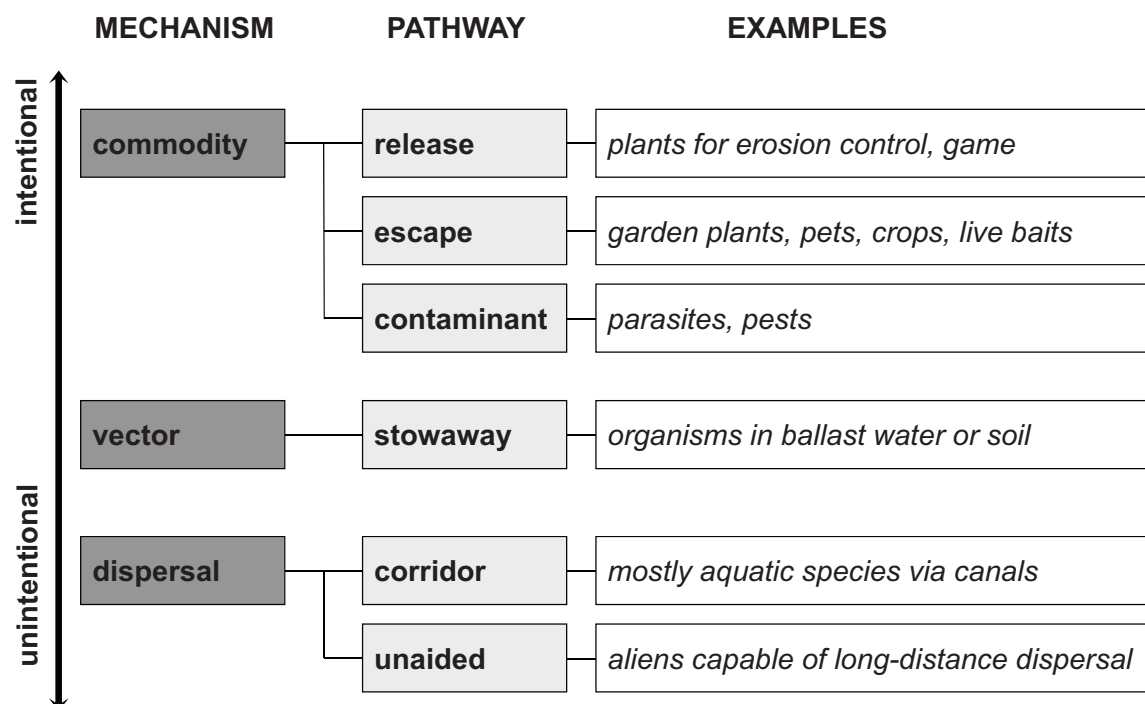 MECHANISM PATHWAY EXAMPLES
intentional
commodity release plants for erosion control, game
escape garden plants, pets, crops, live baits
contaminant parasites, pests
vector stowaway organisms in ballast water or soil
unintentional
dispersal corridor mostly aquatic species via canals
unaided aliens capable of long-distance dispersal